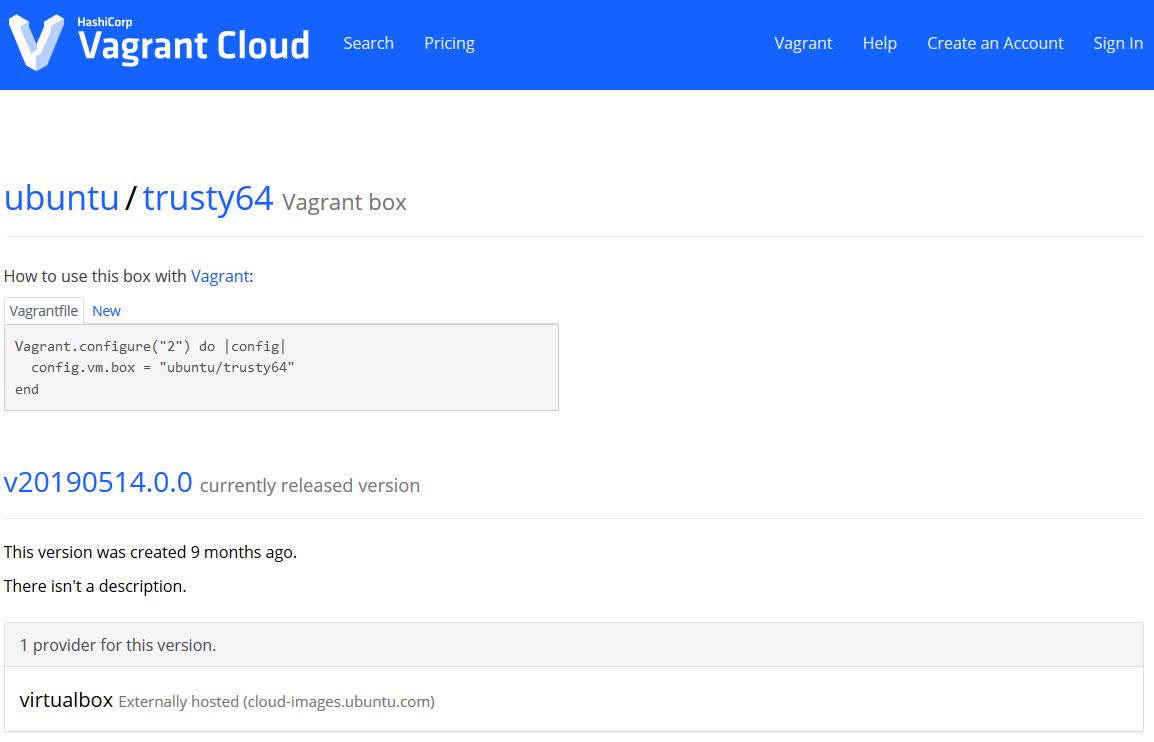 HashiCorp
Vagrant Cloud
Search Pricing Vagrant Help Create an Account Sign In
ubuntu / trusty64 Vagrant box
How to use this box with Vagrant:
Vagrantfile New
Vagrant.configure("2") do |config|
  config.vm.box = "ubuntu/trusty64"
end
v20190514.0.0 currently released version
This version was created 9 months ago.
There isn't a description.
1 provider for this version.
virtualbox Externally hosted (cloud-images.ubuntu.com)